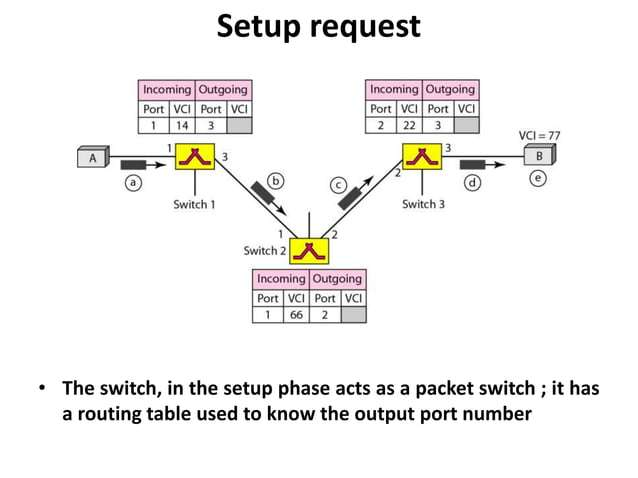 Setup request
Incoming Outgoing
Port VCI Port VCI
1 14 3
Incoming Outgoing
Port VCI Port VCI
2 22 3
VCI = 77
A
1
3
a
Switch 1
b
c
2
3
Switch 3
d
B
e
1
2
Switch 2
Incoming Outgoing
Port VCI Port VCI
1 66 2
• The switch, in the setup phase acts as a packet switch ; it has
a routing table used to know the output port number